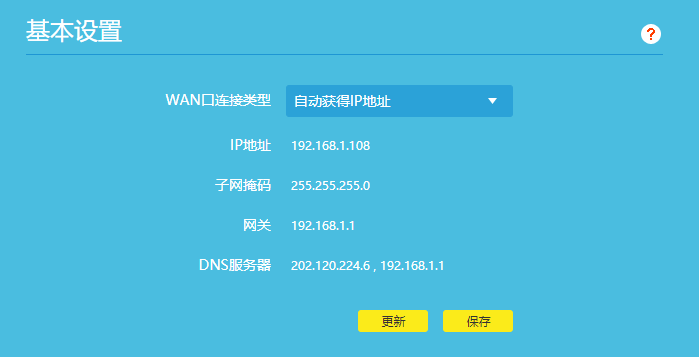 基本设置
?
WAN口连接类型 自动获得IP地址
IP地址 192.168.1.108
子网掩码 255.255.255.0
网关 192.168.1.1
DNS服务器 202.120.224.6 , 192.168.1.1
更新 保存